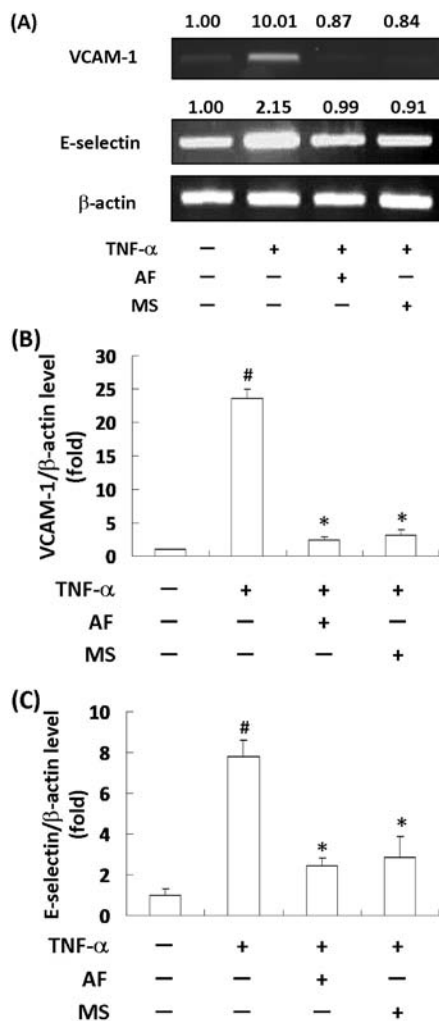 (A)
1.00 10.01 0.87 0.84
VCAM-1
1.00 2.15 0.99 0.91
E-selectin
β-actin
TNF-α — + + +
AF — — + —
MS — — — +
(B)
VCAM-1/β-actin level
(fold)
30
25
20
15
10
5
0
#
*
*
TNF-α — + + +
AF — — + —
MS — — — +
(C)
E-selectin/β-actin level
(fold)
10
8
6
4
2
0
#
*
*
TNF-α — + + +
AF — — + —
MS — — — +